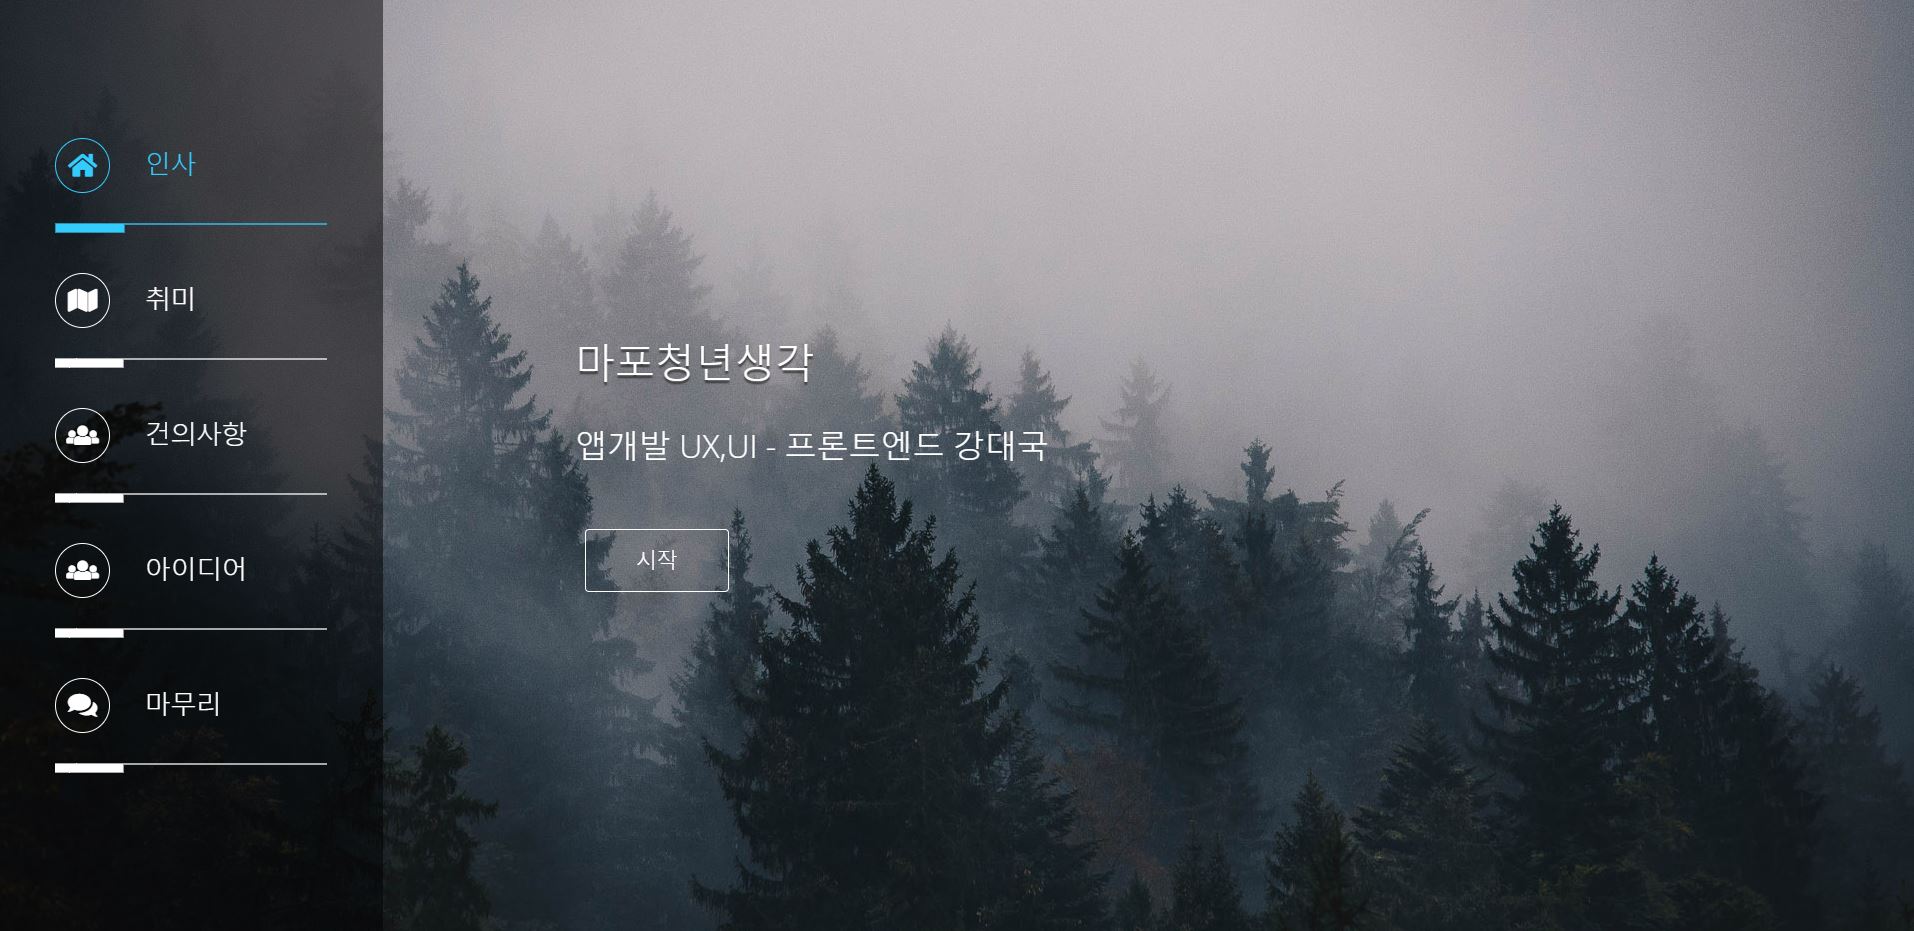 인사
취미
건의사항
아이디어
마무리
마포청년생각
앱개발 UX,UI - 프론트엔드 강대국
시작